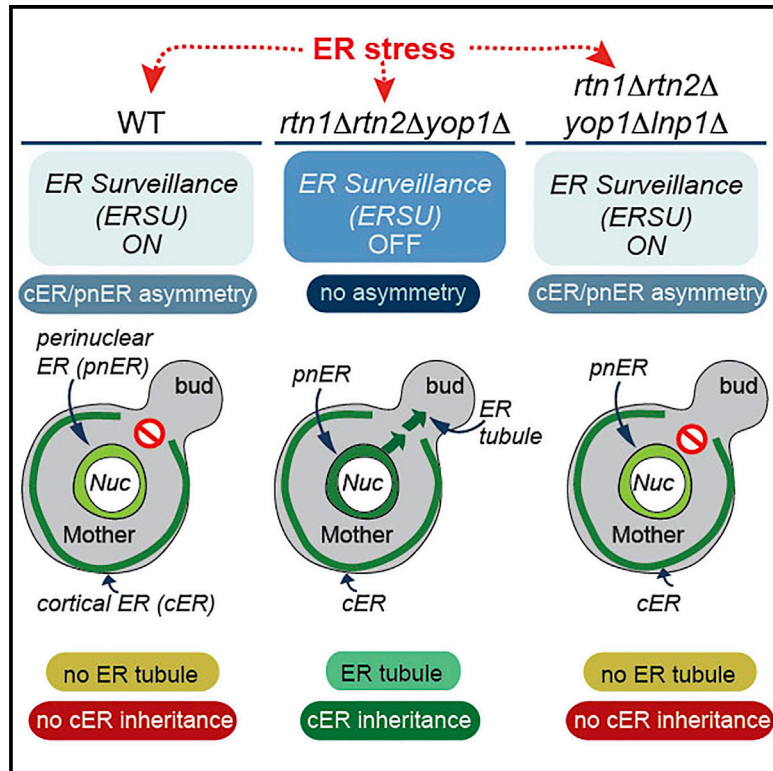 ER stress
WT
rtn1Δrtn2Δyop1Δ
rtn1Δrtn2Δ
yop1Δlnp1Δ
ER Surveillance
(ERSU)
ON
ER Surveillance
(ERSU)
OFF
ER Surveillance
(ERSU)
ON
cER/pnER asymmetry
no asymmetry
cER/pnER asymmetry
perinuclear
ER (pnER)
bud
Nuc
Mother
cortical ER (cER)
pnER
bud
ER
tubule
Nuc
Mother
cER
pnER
bud
Nuc
Mother
cER
no ER tubule
ER tubule
no ER tubule
no cER inheritance
cER inheritance
no cER inheritance